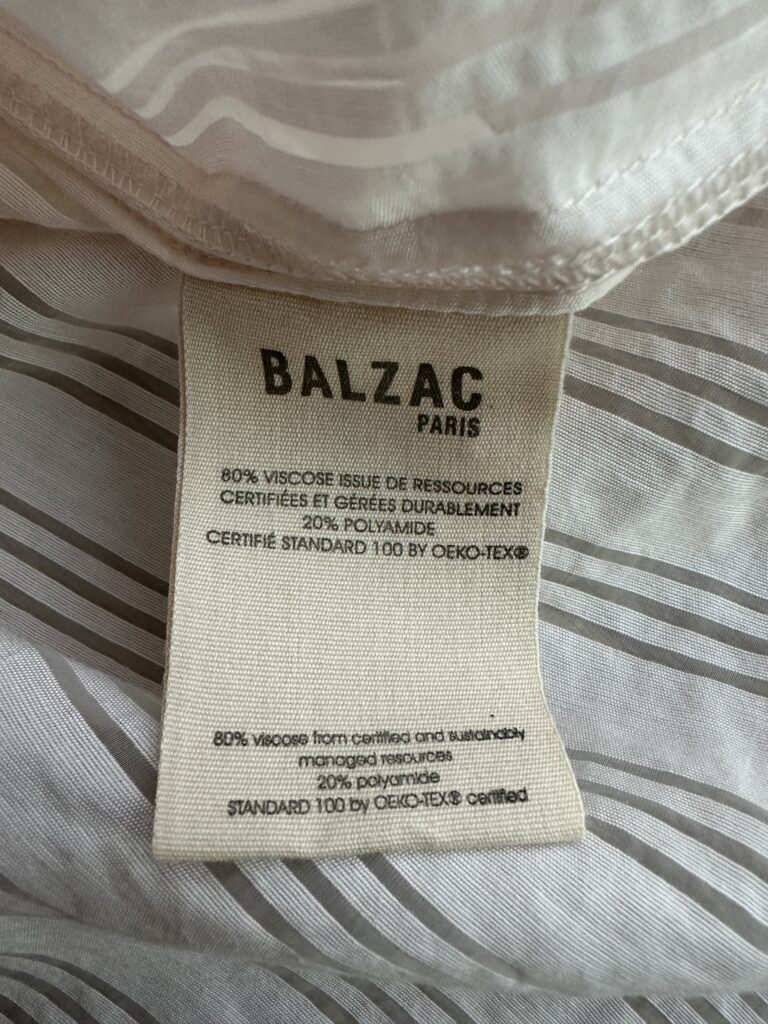 BALZAC
PARIS
80% VISCOSE ISSUE DE RESSOURCES
CERTIFIÉES ET GÉRÉES DURABLEMENT
20% POLYAMIDE
CERTIFIÉ STANDARD 100 BY OEKO-TEX®
80% viscose from certified and sustainably
managed resources
20% polyamide
STANDARD 100 by OEKO-TEX® certified